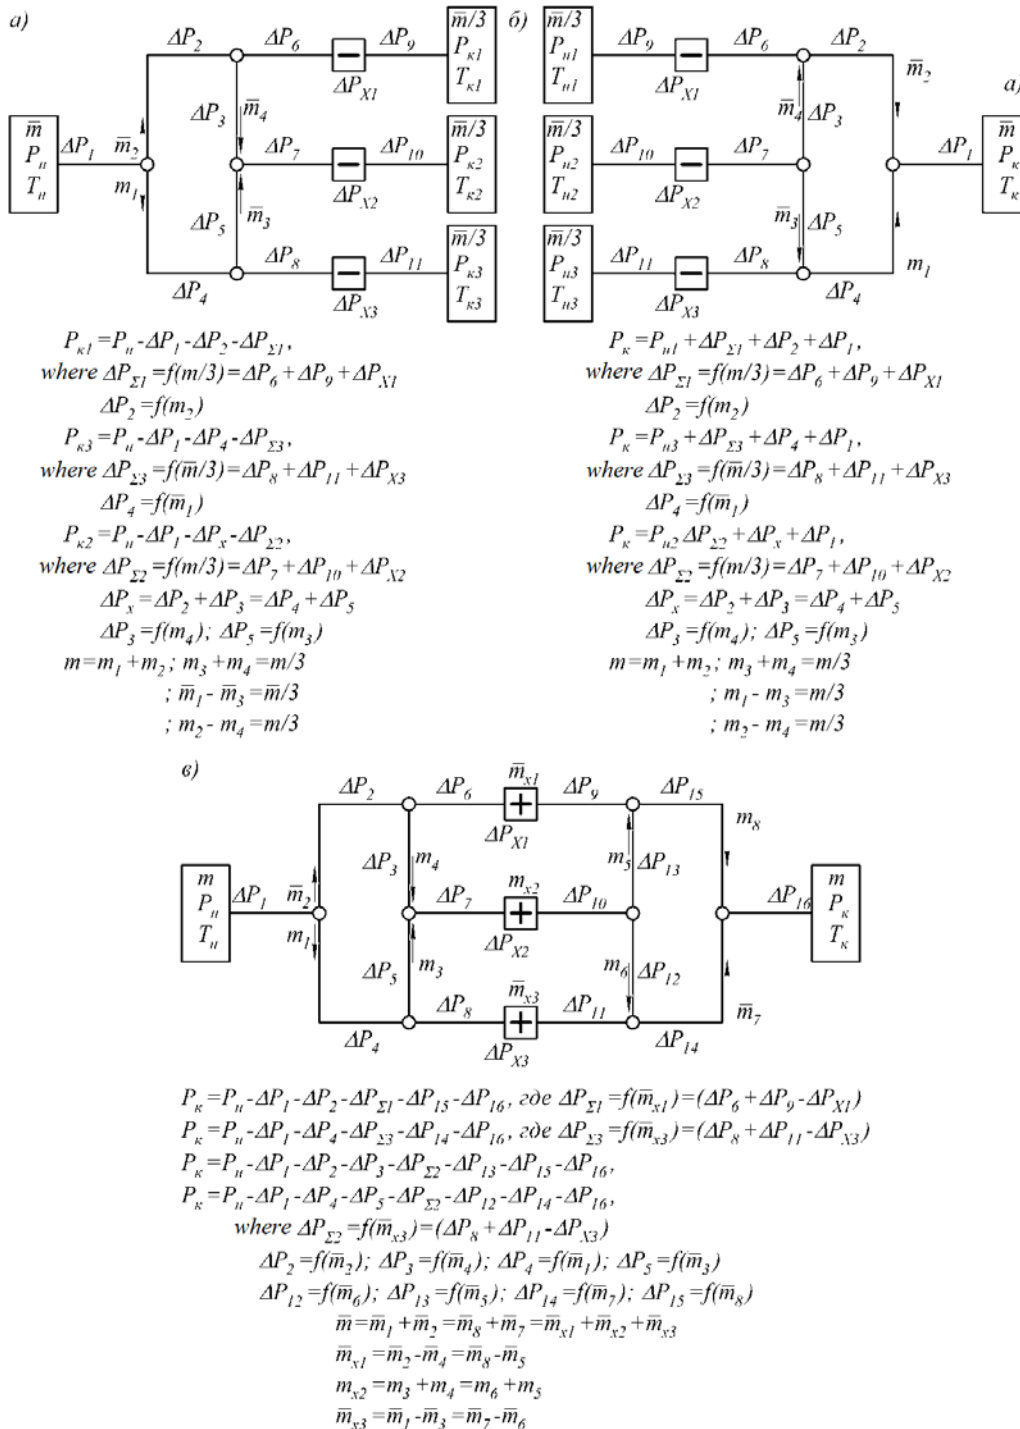 а)
ΔP₂ ΔP₆ ΔP₉
m̅/3
Pк1
Tк1
ΔPX1
ΔP₃ m̅₄
m̅
Pн
Tн
ΔP₁ m̅₂
m₁
ΔP₇ ΔP₁₀
m̅/3
Pк2
Tк2
ΔPX2
ΔP₅ m̅₃
ΔP₈ ΔP₁₁
m̅/3
Pк3
Tк3
ΔP₄ ΔPX3
б)
m̅/3
Pн1
Tн1
ΔP₉ ΔP₆ ΔP₂
ΔPX1
m̅₂
m̅₄ ΔP₃
m̅/3
Pн2
Tн2
ΔP₁₀ ΔP₇
ΔPX2
а)
ΔP₁
m̅
Pк
Tк
m̅₃ ΔP₅
m̅/3
Pн3
Tн3
ΔP₁₁ ΔP₈
ΔPX3
ΔP₄ m₁
Pк1=Pн-ΔP₁-ΔP₂-ΔPΣ1,
where ΔPΣ1=f(m/3)=ΔP₆+ΔP₉+ΔPX1
ΔP₂=f(m₂)
Pк3=Pн-ΔP₁-ΔP₄-ΔPΣ3,
where ΔPΣ3=f(m̅/3)=ΔP₈+ΔP₁₁+ΔPX3
ΔP₄=f(m̅₁)
Pк2=Pн-ΔP₁-ΔPx-ΔPΣ2,
where ΔPΣ2=f(m/3)=ΔP₇+ΔP₁₀+ΔPX2
ΔPx=ΔP₂+ΔP₃=ΔP₄+ΔP₅
ΔP₃=f(m₄); ΔP₅=f(m₃)
m=m₁+m₂; m₃+m₄=m/3
; m̅₁-m̅₃=m̅/3
; m₂-m₄=m/3
Pк=Pн1+ΔPΣ1+ΔP₂+ΔP₁,
where ΔPΣ1=f(m/3)=ΔP₆+ΔP₉+ΔPX1
ΔP₂=f(m₂)
Pк=Pн3+ΔPΣ3+ΔP₄+ΔP₁,
where ΔPΣ3=f(m̅/3)=ΔP₈+ΔP₁₁+ΔPX3
ΔP₄=f(m̅₁)
Pк=Pн2 ΔPΣ2+ΔPx+ΔP₁,
where ΔPΣ2=f(m/3)=ΔP₇+ΔP₁₀+ΔPX2
ΔPx=ΔP₂+ΔP₃=ΔP₄+ΔP₅
ΔP₃=f(m₄); ΔP₅=f(m₃)
m=m₁+m₂; m₃+m₄=m/3
; m₁-m₃=m/3
; m₂-m₄=m/3
в)
ΔP₂ ΔP₆ m̅x1 ΔP₉ ΔP₁₅
ΔPX1
m₈
ΔP₃ m₄ m₅ ΔP₁₃
m
Pн
Tн
ΔP₁ m̅₂
m₁
ΔP₇ mx2 ΔP₁₀
ΔPX2
ΔP₁₆
m
Pк
Tк
ΔP₅ m₃ m₆ ΔP₁₂
ΔP₈ m̅x3 ΔP₁₁
m̅₇
ΔP₄ ΔPX3 ΔP₁₄
Pк=Pн-ΔP₁-ΔP₂-ΔPΣ1-ΔP₁₅-ΔP₁₆, где ΔPΣ1=f(m̅x1)=(ΔP₆+ΔP₉-ΔPX1)
Pк=Pн-ΔP₁-ΔP₄-ΔPΣ3-ΔP₁₄-ΔP₁₆, где ΔPΣ3=f(m̅x3)=(ΔP₈+ΔP₁₁-ΔPX3)
Pк=Pн-ΔP₁-ΔP₂-ΔP₃-ΔPΣ2-ΔP₁₃-ΔP₁₅-ΔP₁₆,
Pк=Pн-ΔP₁-ΔP₄-ΔP₅-ΔPΣ2-ΔP₁₂-ΔP₁₄-ΔP₁₆,
where ΔPΣ2=f(m̅x3)=(ΔP₈+ΔP₁₁-ΔPX3)
ΔP₂=f(m̅₂); ΔP₃=f(m̅₄); ΔP₄=f(m̅₁); ΔP₅=f(m̅₃)
ΔP₁₂=f(m̅₆); ΔP₁₃=f(m̅₅); ΔP₁₄=f(m̅₇); ΔP₁₅=f(m̅₈)
m̅=m̅₁+m̅₂=m̅₈+m̅₇=m̅x1+m̅x2+m̅x3
m̅x1=m̅₂-m̅₄=m̅₈-m̅₅
mx2=m₃+m₄=m₆+m₅
m̅x3=m̅₁-m̅₃=m̅₇-m̅₆